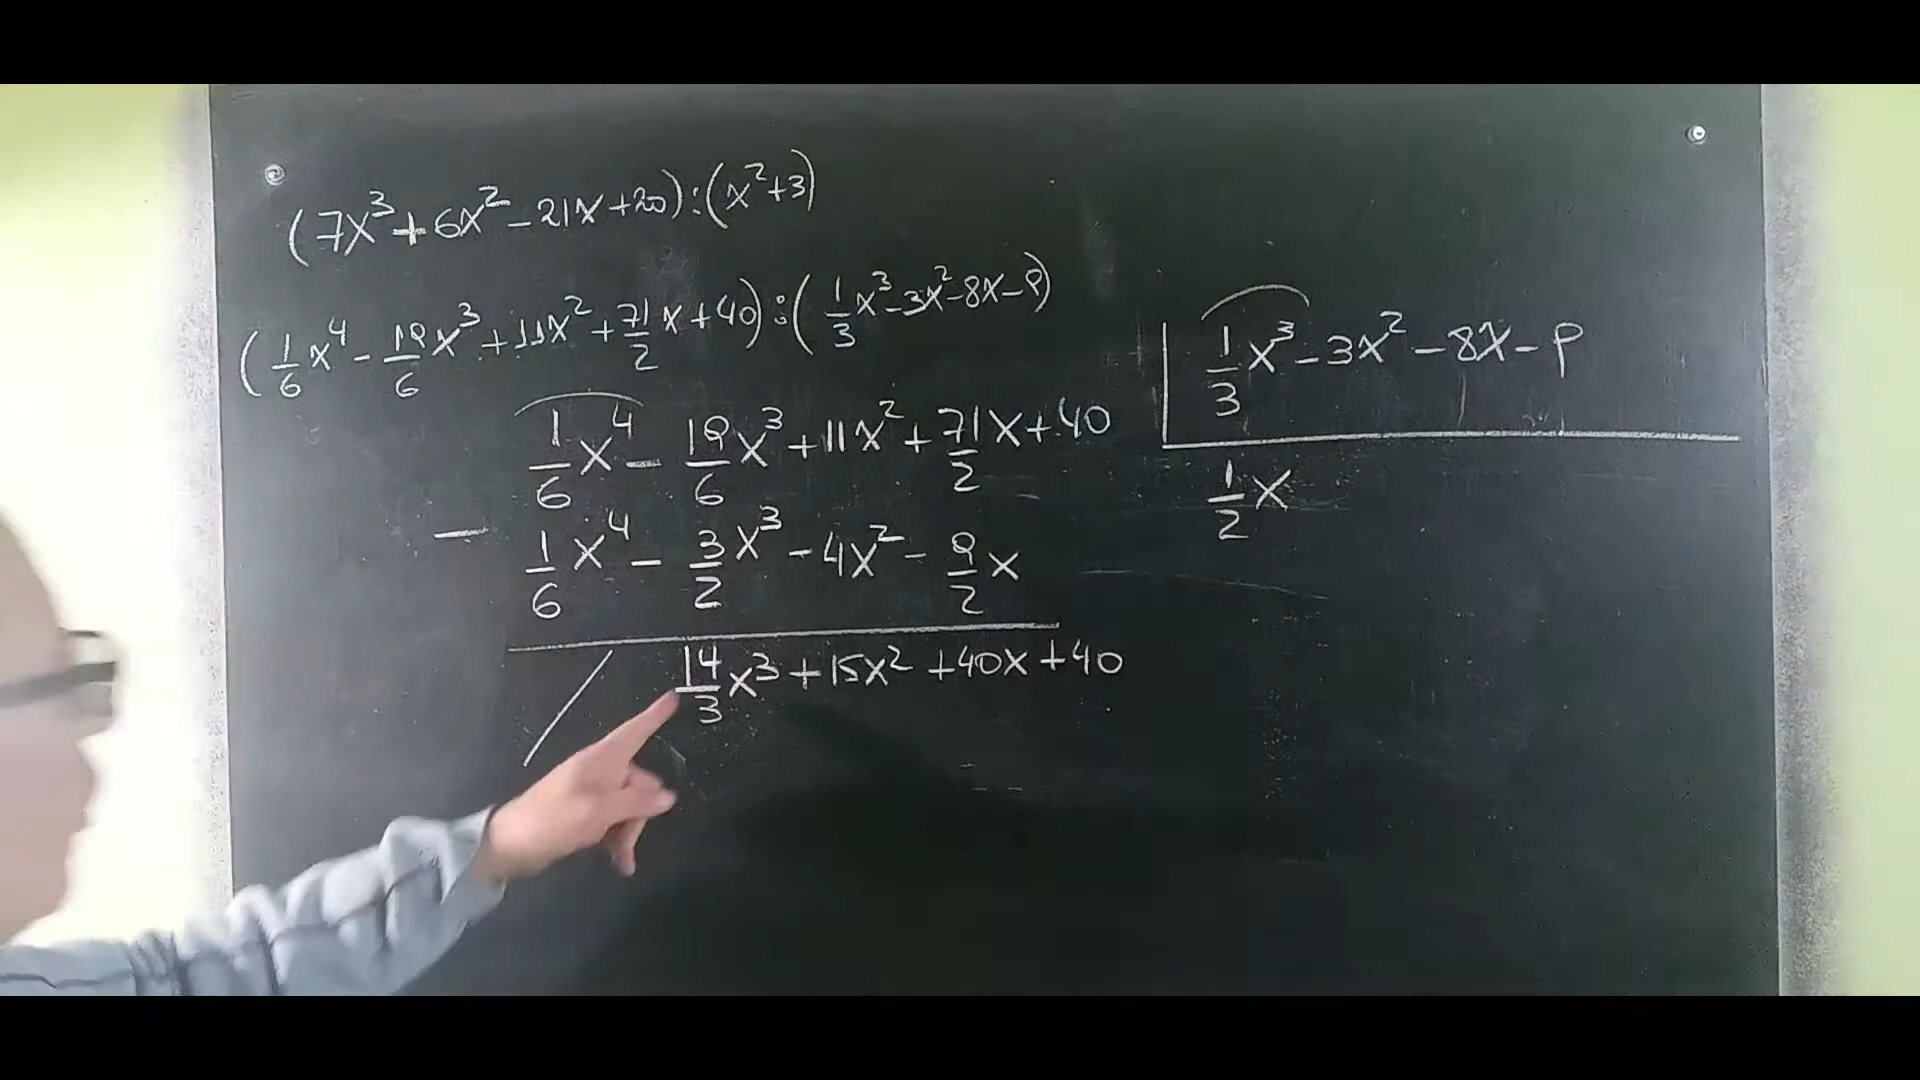 (7x³+6x²-21x+20):(x²+3)
(1/6x⁴-19/6x³+11x²+71/2x+40):(1/3x³-3x²-8x-9)
1/6x⁴-19/6x³+11x²+71/2x+40 | 1/3x³-3x²-8x-9
-1/6x⁴-3/2x³-4x²-9/2x 1/2x
/ 14/3x³+15x²+40x+40